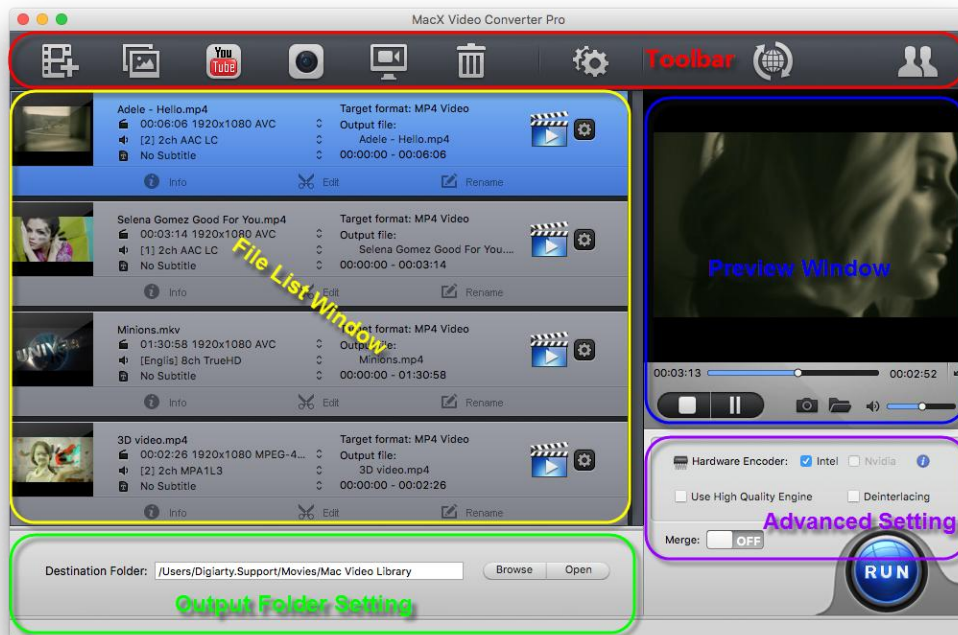 MacX Video Converter Pro
You
Tube
Toolbar
Adele - Hello.mp4
Target format: MP4 Video
00:06:06 1920x1080 AVC
Output file:
[2] 2ch AAC LC
Adele - Hello.mp4
No Subtitle
00:00:00 - 00:06:06
Info
Edit
Rename
Selena Gomez Good For You.mp4
Target format: MP4 Video
00:03:14 1920x1080 AVC
Output file:
[1] 2ch AAC LC
Selena Gomez Good For You....
No Subtitle
00:00:00 - 00:03:14
Info
Edit
Rename
File List Window
Minions.mkv
Target format: MP4 Video
01:30:58 1920x1080 AVC
Output file:
[Englis] 8ch TrueHD
Minions.mp4
No Subtitle
00:00:00 - 01:30:58
Info
Edit
Rename
UNIV
3D video.mp4
Target format: MP4 Video
00:02:26 1920x1080 MPEG-4...
Output file:
[2] 2ch MPA1L3
3D video.mp4
No Subtitle
00:00:00 - 00:02:26
Info
Edit
Rename
Preview Window
00:03:13
00:02:52
Hardware Encoder:
Intel
Nvidia
Use High Quality Engine
Deinterlacing
Advanced Setting
Merge:
OFF
RUN
Destination Folder:
/Users/Digiarty.Support/Movies/Mac Video Library
Browse
Open
Output Folder Setting